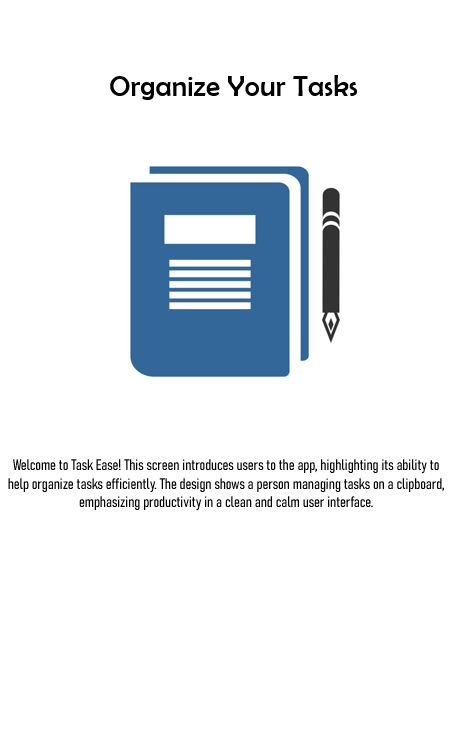 Organize Your Tasks
Welcome to Task Ease! This screen introduces users to the app, highlighting its ability to
help organize tasks efficiently. The design shows a person managing tasks on a clipboard,
emphasizing productivity in a clean and calm user interface.